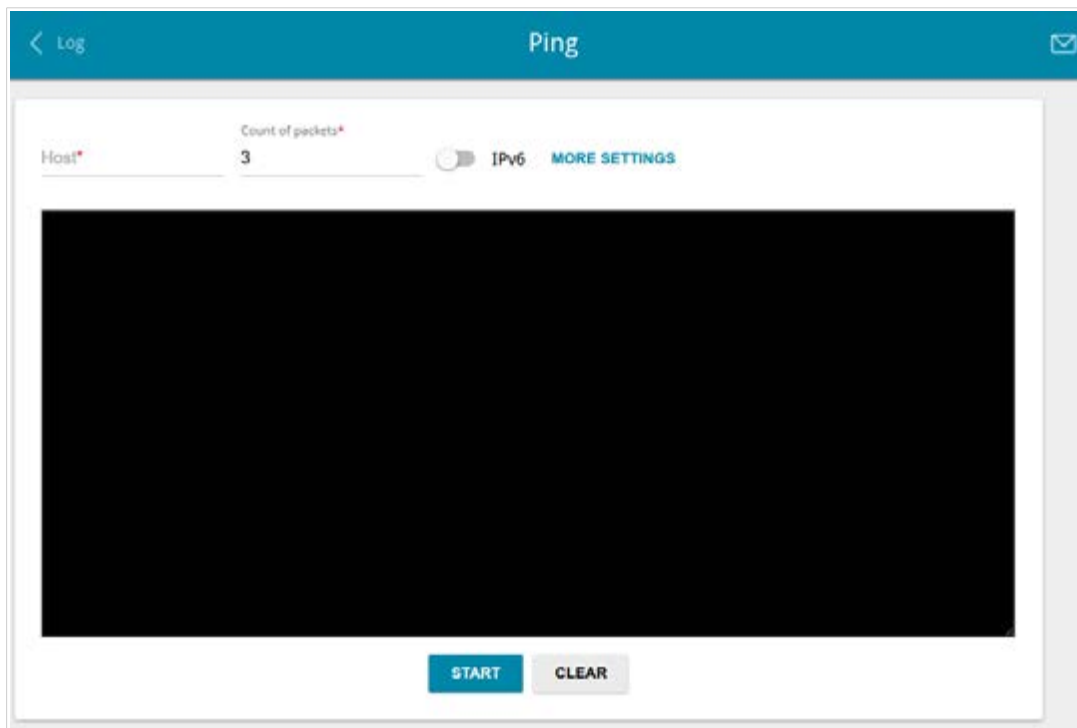 Log
Ping
Count of packets*
Host*
3
IPv6
MORE SETTINGS
START
CLEAR